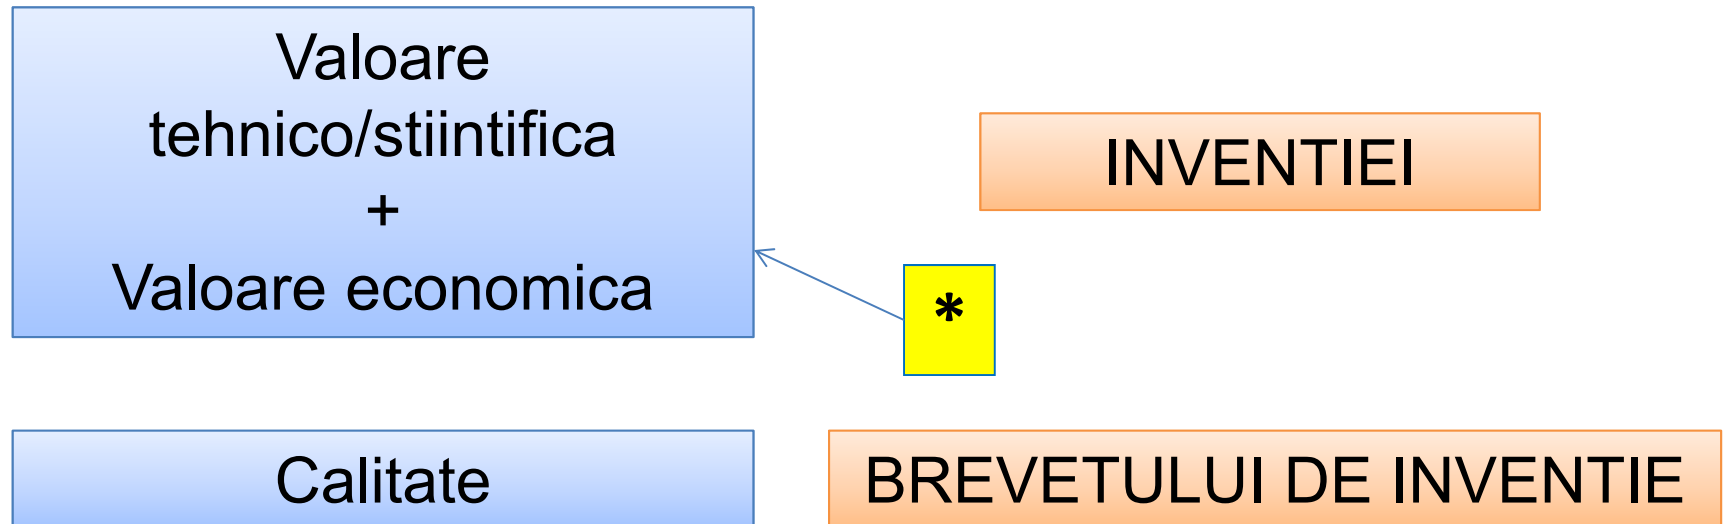 Valoare
tehnico/stiintifica
+
Valoare economica
INVENTIEI
*
Calitate
BREVETULUI DE INVENTIE